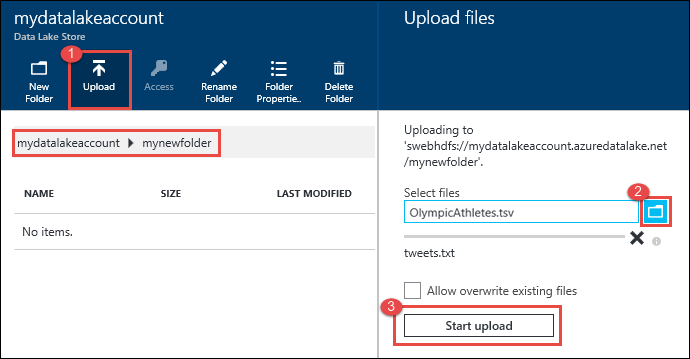 mydatalakeaccount
Data Lake Store
1
New
Folder
Upload
Access
Rename
Folder
Folder
Propertie..
Delete
Folder
mydatalakeaccount
mynewfolder
NAME
SIZE
LAST MODIFIED
No items.
Upload files
Uploading to
'swebhdfs://mydatalakeaccount.azuredatalake.net
/mynewfolder'.
Select files
2
OlympicAthletes.tsv
tweets.txt
Allow overwrite existing files
3
Start upload